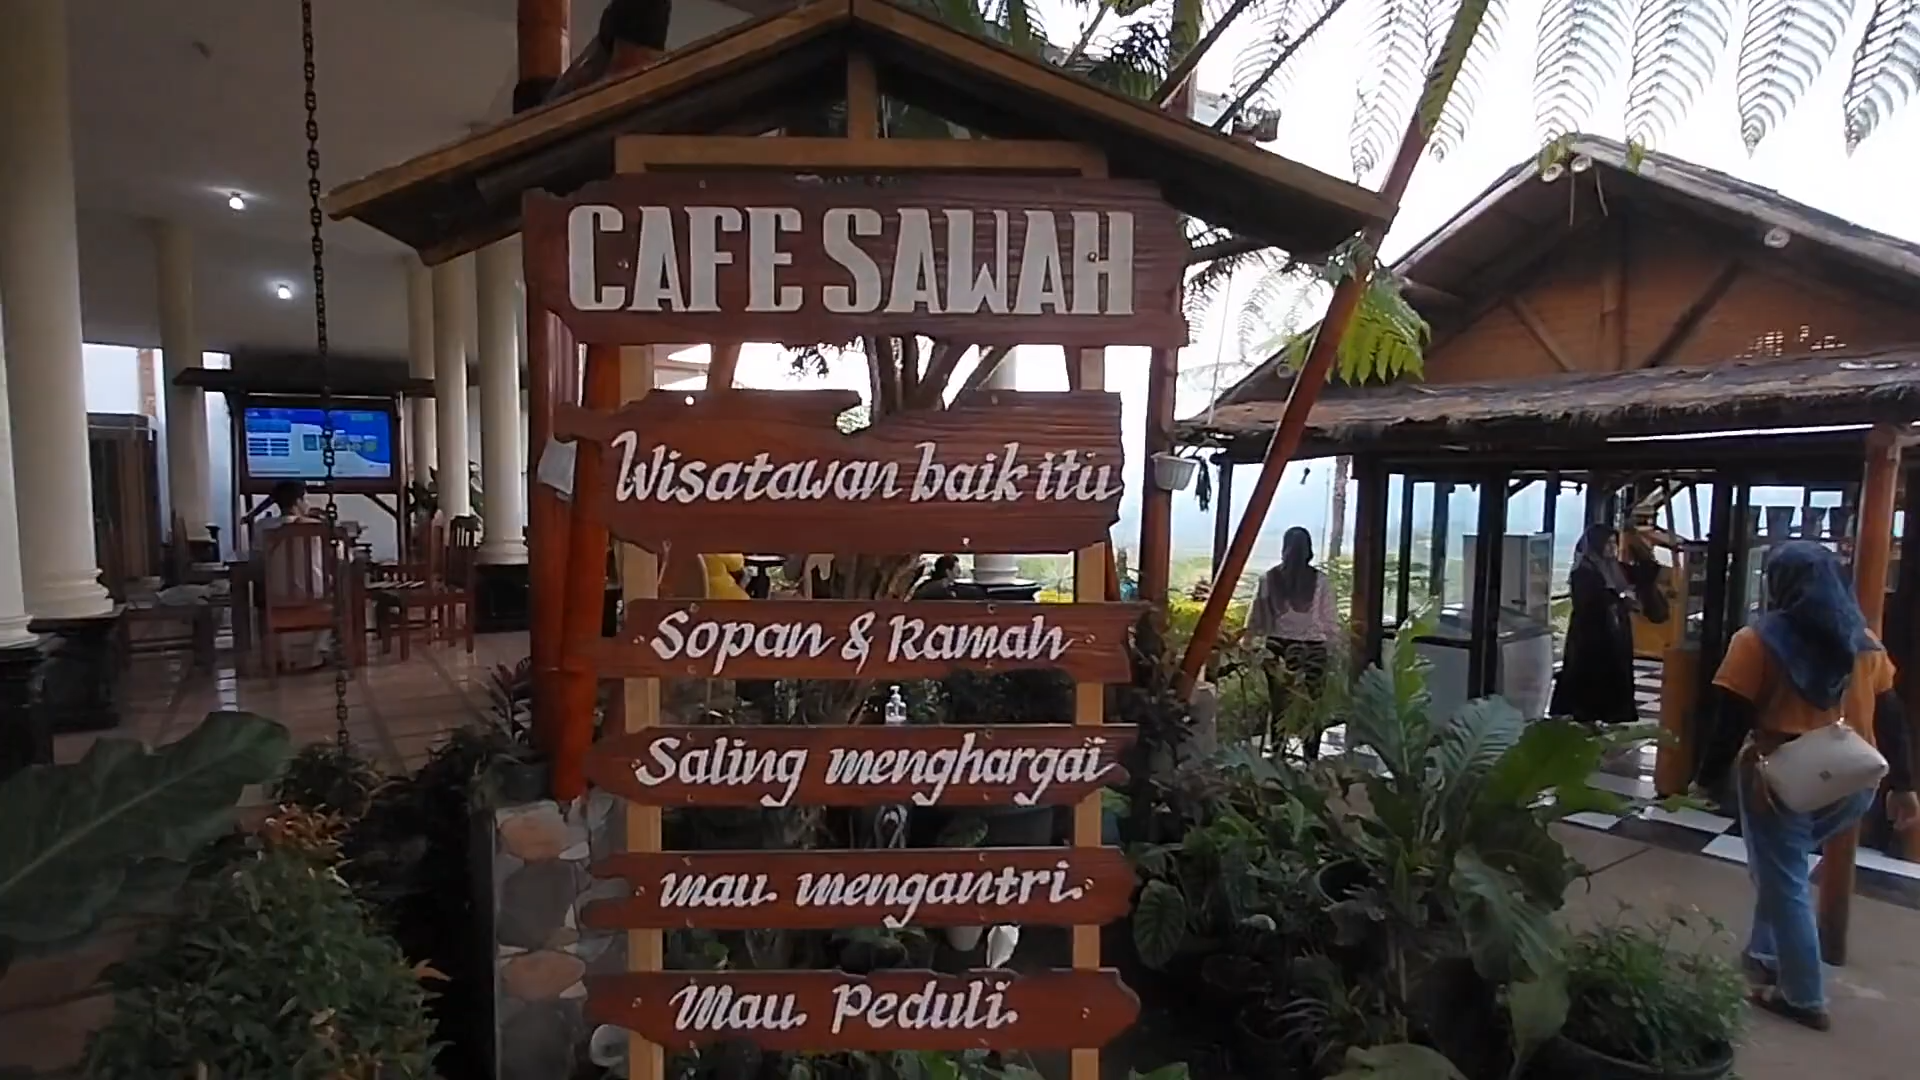 CAFE SAWAH
Wisatawan baik itu
Sopan & Ramah
Saling menghargai
mau. mengantri.
Mau. Peduli.